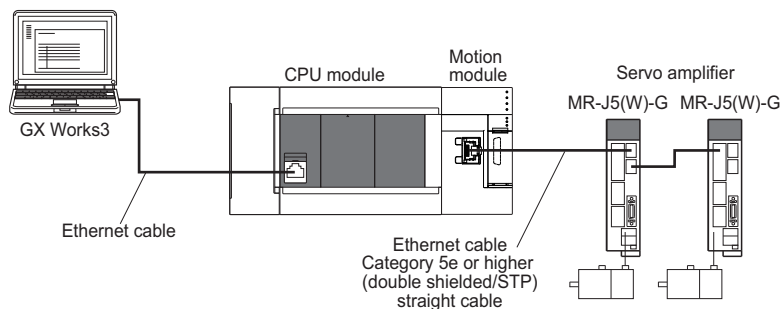 CPU module
Motion
module
Servo amplifier
MR-J5(W)-G
MR-J5(W)-G
GX Works3
Ethernet cable
Ethernet cable
Category 5e or higher
(double shielded/STP)
straight cable